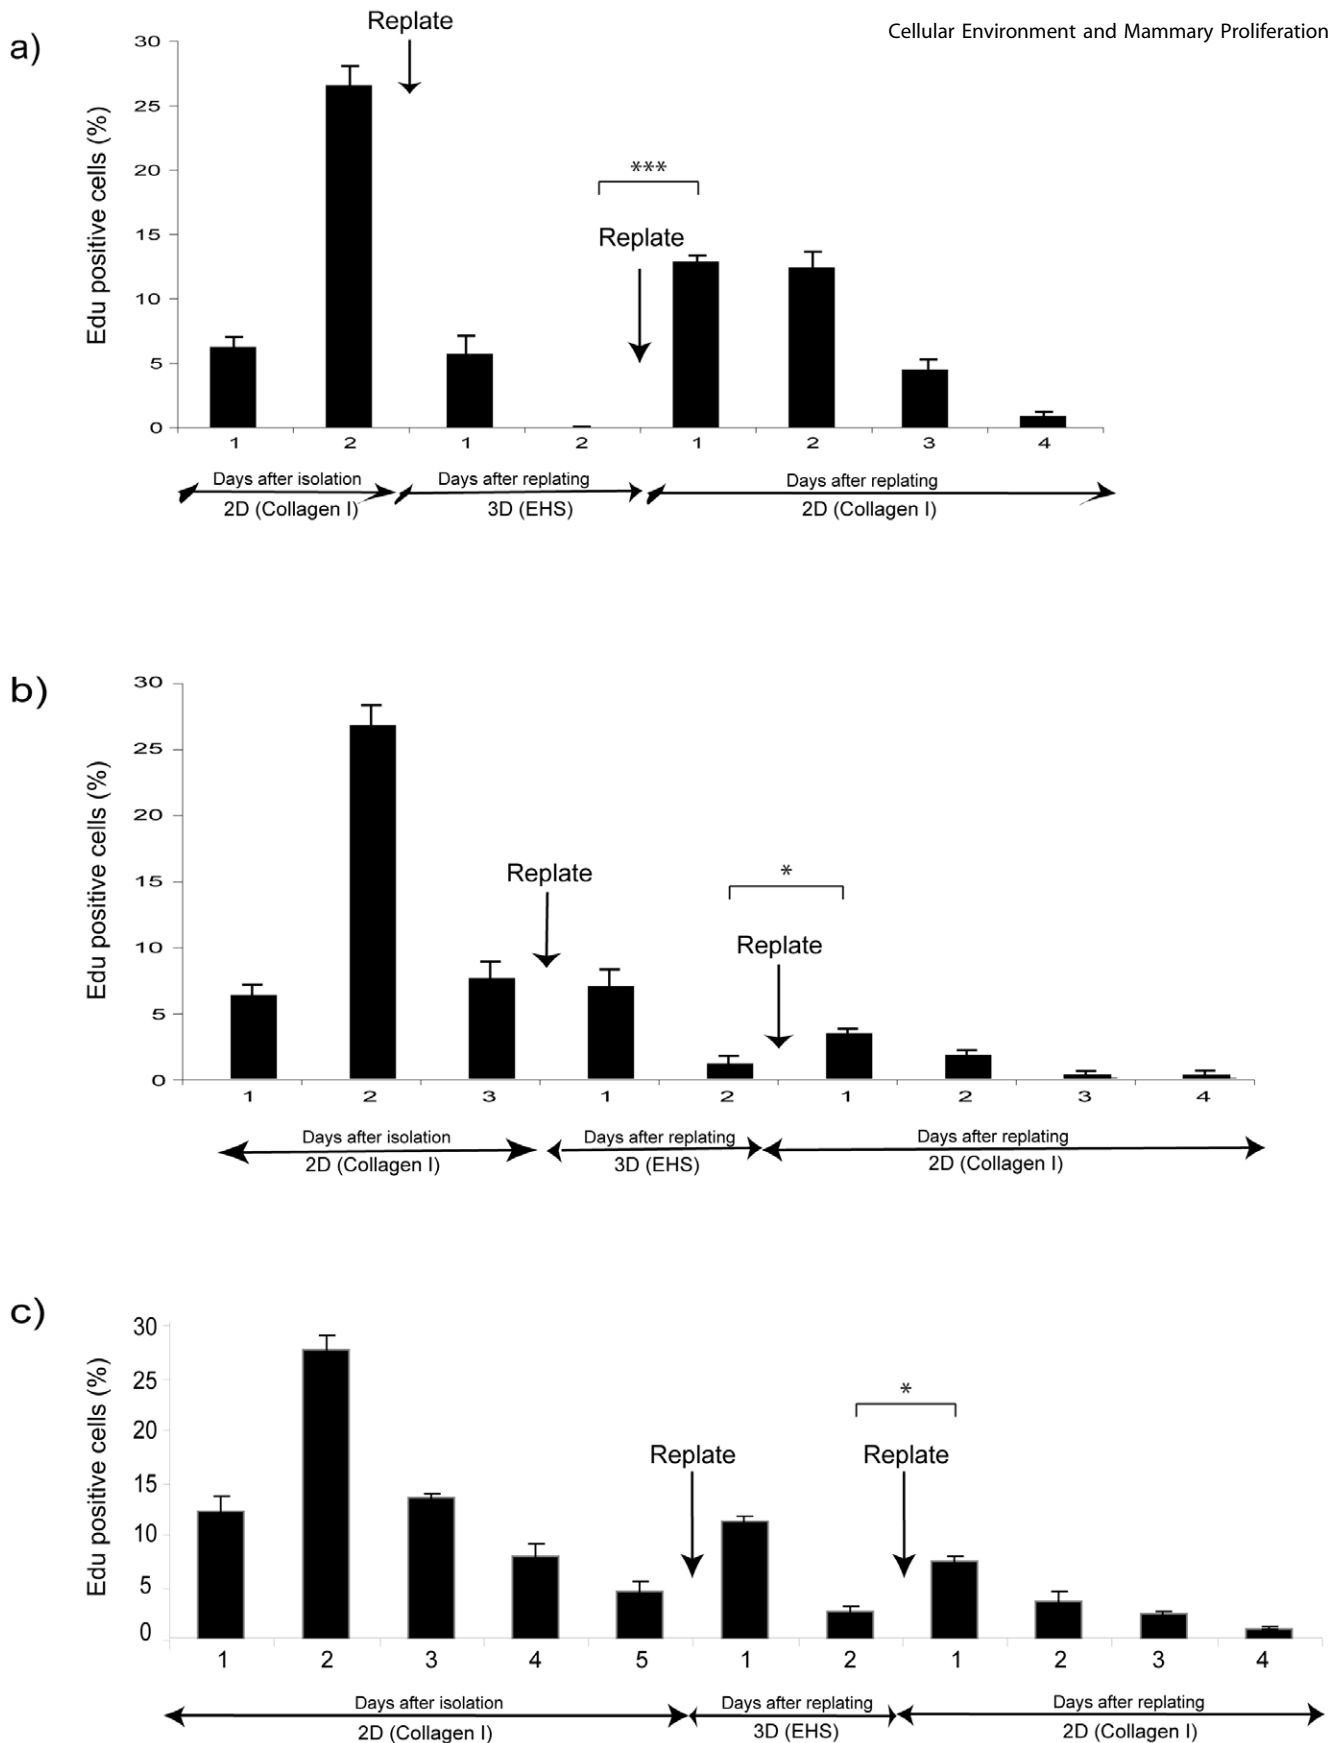 Cellular Environment and Mammary Proliferation
a)
Replate
30
25
20
15
10
5
0
Edu positive cells (%)
***
Replate
1 2 1 2 1 2 3 4
Days after isolation Days after replating Days after replating
2D (Collagen I) 3D (EHS) 2D (Collagen I)
b)
30
25
20
15
10
5
0
Edu positive cells (%)
Replate
*
Replate
1 2 3 1 2 1 2 3 4
Days after isolation Days after replating Days after replating
2D (Collagen I) 3D (EHS) 2D (Collagen I)
c)
30
25
20
15
10
5
0
Edu positive cells (%)
*
Replate Replate
1 2 3 4 5 1 2 1 2 3 4
Days after isolation Days after replating Days after replating
2D (Collagen I) 3D (EHS) 2D (Collagen I)